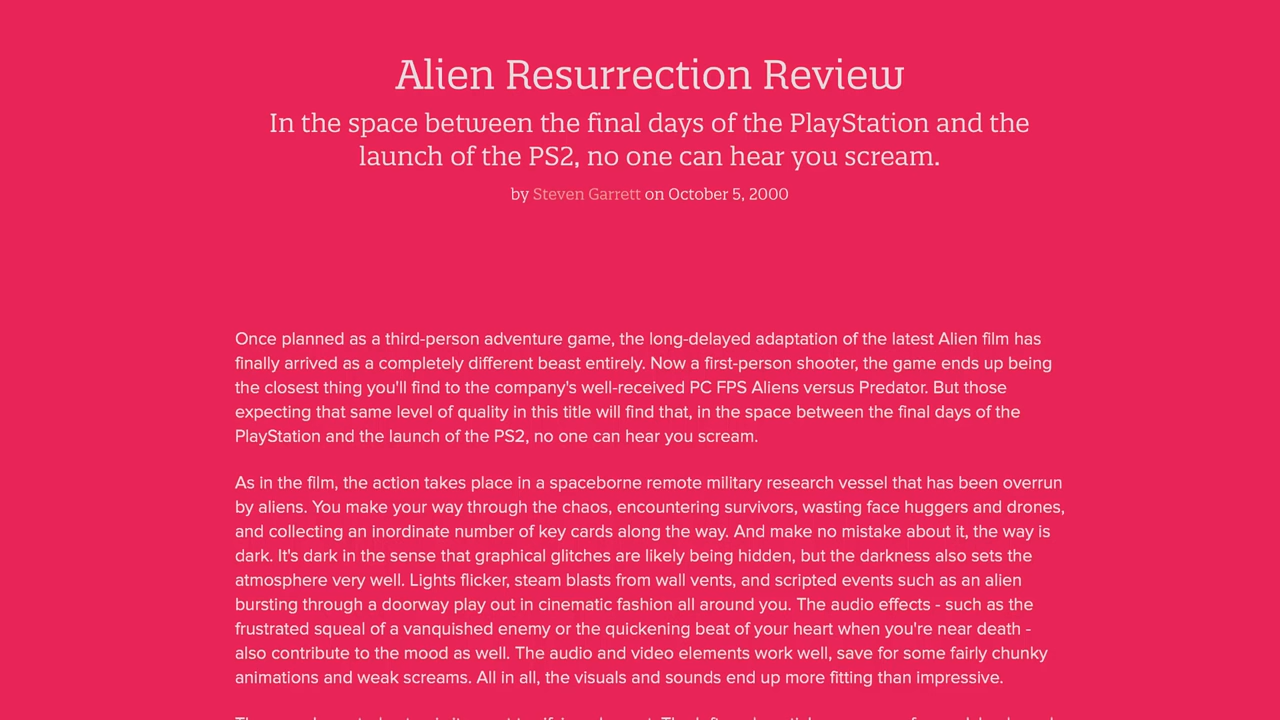 Alien Resurrection Review
In the space between the final days of the PlayStation and the
launch of the PS2, no one can hear you scream.
by Steven Garrett on October 5, 2000
Once planned as a third-person adventure game, the long-delayed adaptation of the latest Alien film has
finally arrived as a completely different beast entirely. Now a first-person shooter, the game ends up being
the closest thing you'll find to the company's well-received PC FPS Aliens versus Predator. But those
expecting that same level of quality in this title will find that, in the space between the final days of the
PlayStation and the launch of the PS2, no one can hear you scream.
As in the film, the action takes place in a spaceborne remote military research vessel that has been overrun
by aliens. You make your way through the chaos, encountering survivors, wasting face huggers and drones,
and collecting an inordinate number of key cards along the way. And make no mistake about it, the way is
dark. It's dark in the sense that graphical glitches are likely being hidden, but the darkness also sets the
atmosphere very well. Lights flicker, steam blasts from wall vents, and scripted events such as an alien
bursting through a doorway play out in cinematic fashion all around you. The audio effects - such as the
frustrated squeal of a vanquished enemy or the quickening beat of your heart when you're near death -
also contribute to the mood as well. The audio and video elements work well, save for some fairly chunky
animations and weak screams. All in all, the visuals and sounds end up more fitting than impressive.